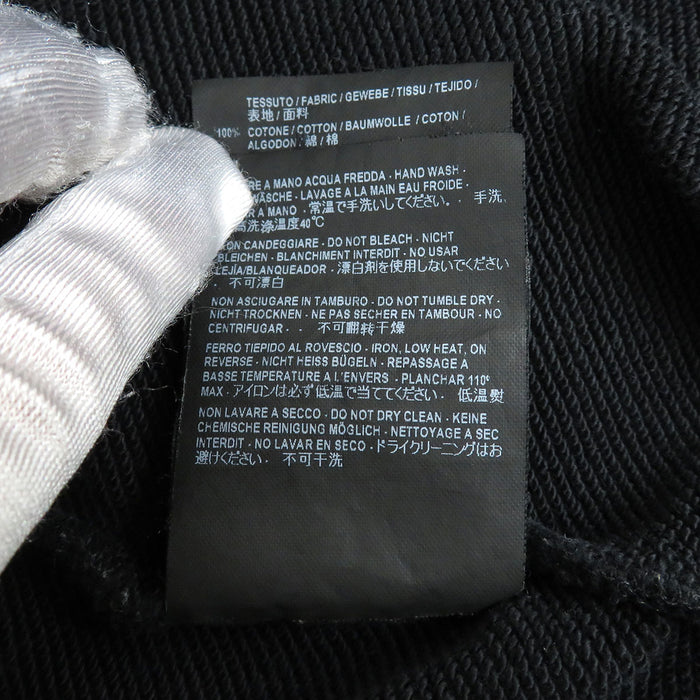 TESSUTO / FABRIC / GEWEBE / TISSU / TEJIDO /
表地 / 面料
100% COTONE / COTTON / BAUMWOLLE / COTON /
ALGODON / 綿 / 棉
RE A MANO ACQUA FREDDA - HAND WASH -
WÄSCHE - LAVAGE A LA MAIN EAU FROIDE -
R A MANO - 常温で手洗いしてください。 - 手洗,
高洗涤温度40℃
NON CANDEGGIARE - DO NOT BLEACH - NICHT
BLEICHEN - BLANCHIMENT INTERDIT - NO USAR
LEJÍA/BLANQUEADOR - 漂白剤を使用しないでください
- 不可漂白
NON ASCIUGARE IN TAMBURO - DO NOT TUMBLE DRY -
NICHT TROCKNEN - NE PAS SECHER EN TAMBOUR - NO
CENTRIFUGAR - - 不可翻转干燥
FERRO TIEPIDO AL ROVESCIO - IRON, LOW HEAT, ON
REVERSE - NICHT HEISS BÜGELN - REPASSAGE A
BASSE TEMPERATURE A L'ENVERS - PLANCHAR 110º
MAX - アイロンは必ず低温で当ててください. 低温熨
NON LAVARE A SECCO - DO NOT DRY CLEAN - KEINE
CHEMISCHE REINIGUNG MÖGLICH - NETTOYAGE A SEC
INTERDIT - NO LAVAR EN SECO - ドライクリーニングはお
避けください. 不可干洗